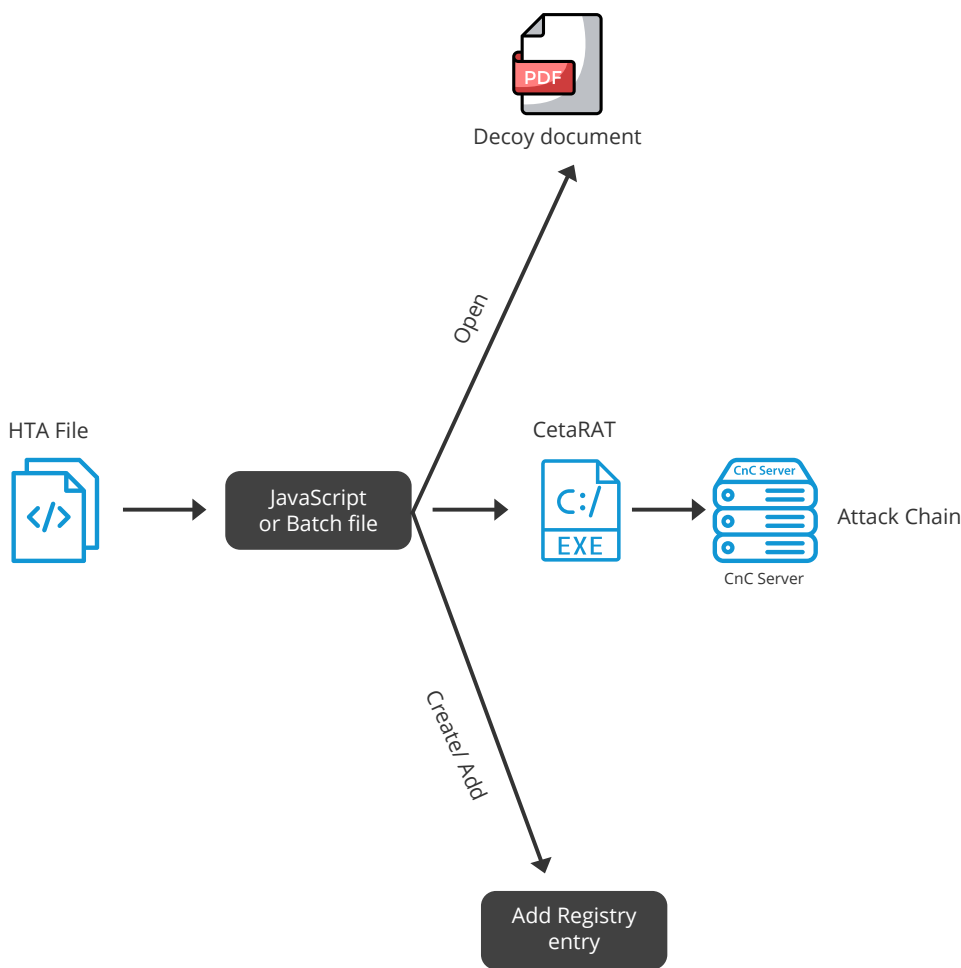 PDF
Decoy document
Open
HTA File
</>
JavaScript
or Batch file
CetaRAT
C:/
EXE
CnC Server
CnC Server
Attack Chain
Create/ Add
Add Registry
entry